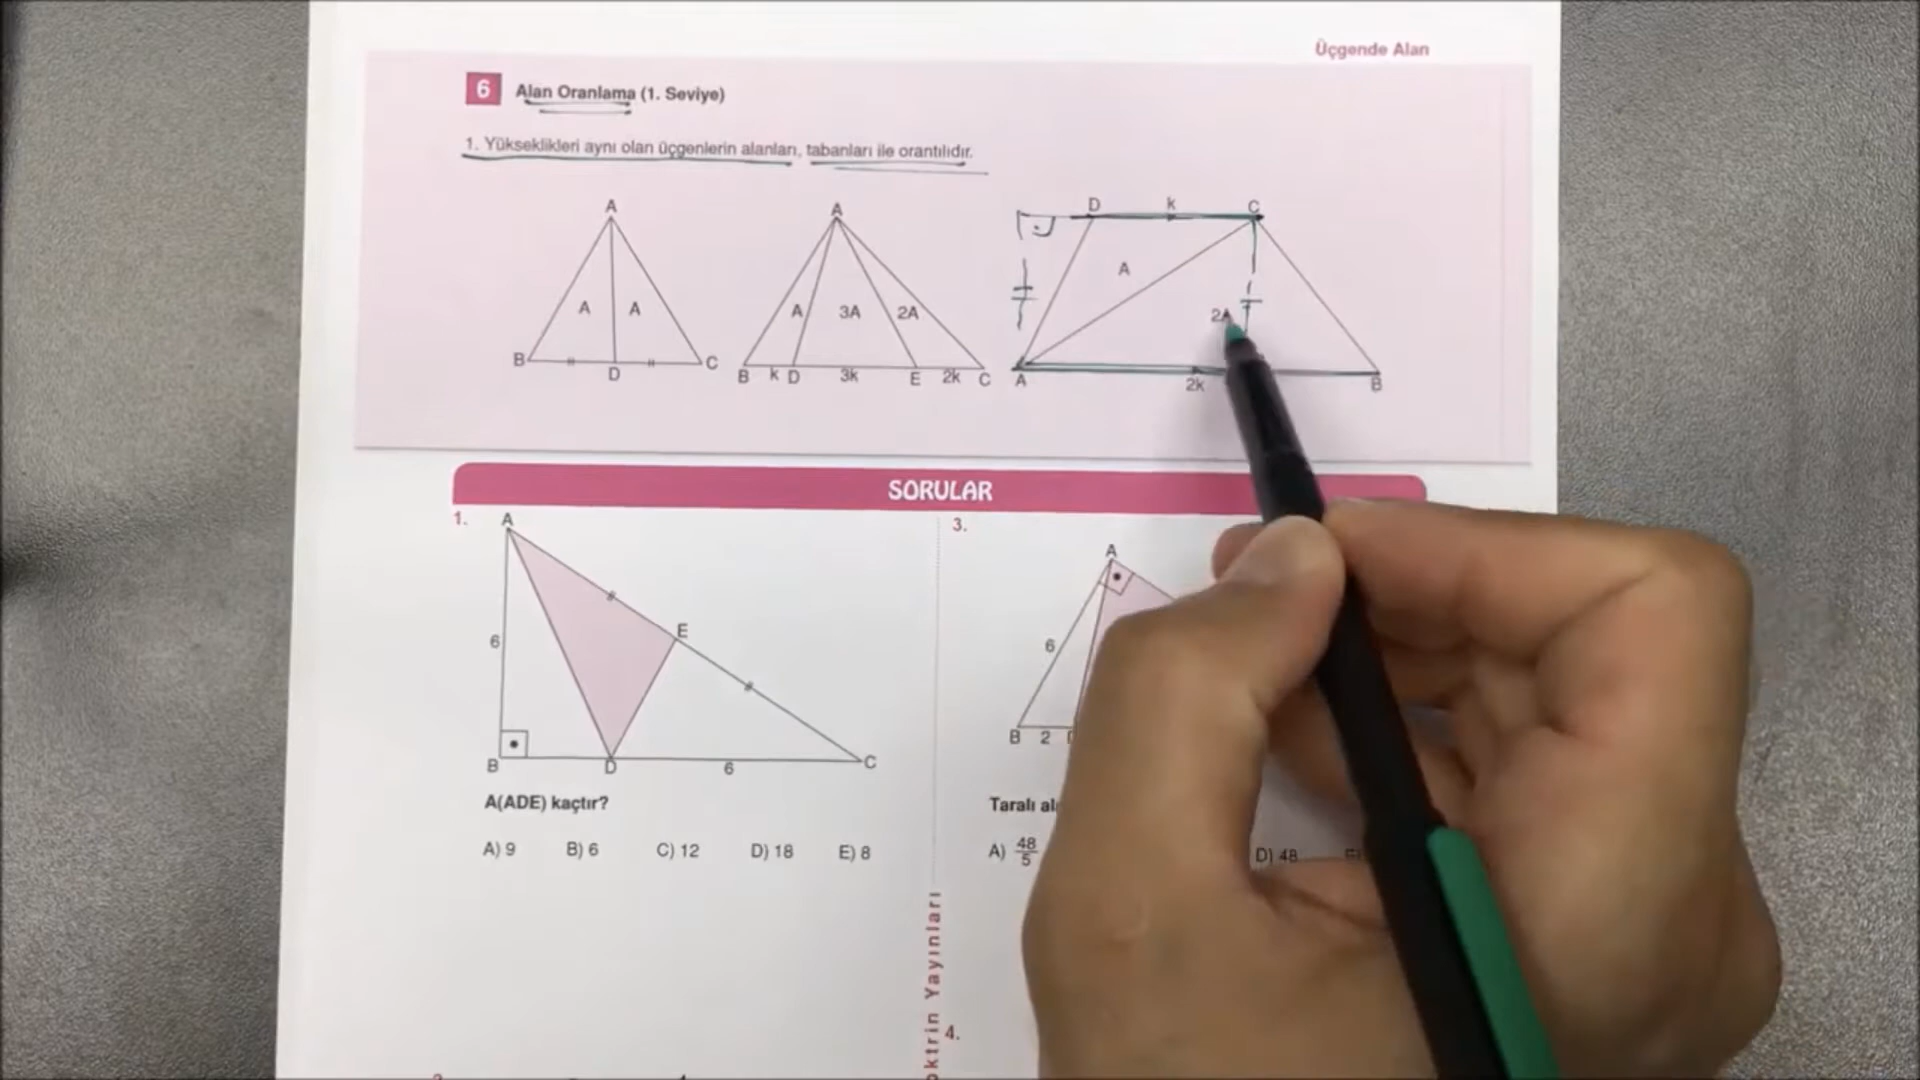 Üçgende Alan
6 Alan Oranlama (1. Seviye)
1. Yükseklikleri aynı olan üçgenlerin alanları, tabanları ile orantılıdır.
A
A A
B D C
A
A 3A 2A
B k D 3k E 2k C
D k C
A
2A
A 2k B
SORULAR
1.
A
E
6
B D 6 C
A(ADE) kaçtır?
A) 9 B) 6 C) 12 D) 18 E) 8
3.
A
6
B 2
Taralı
A) 48/5 D) 48
Yayınları
4.